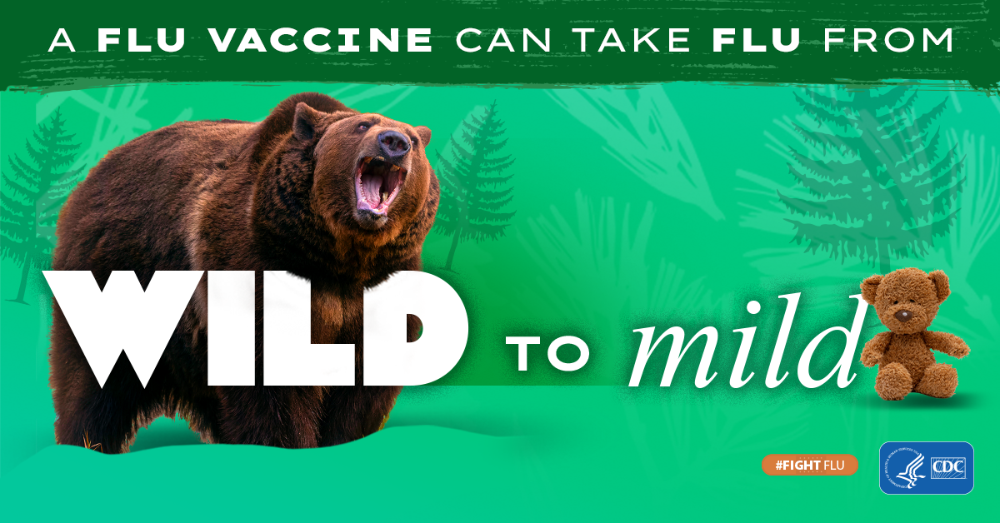 A FLU VACCINE CAN TAKE FLU FROM
WILD TO mild
#FIGHT FLU
CDC